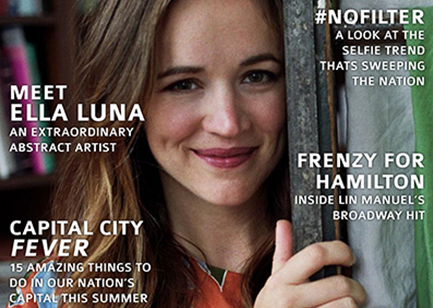 #NOFILTER
A LOOK AT THE
SELFIE TREND
THATS SWEEPING
THE NATION
MEET
ELLA LUNA
AN EXTRAORDINARY
ABSTRACT ARTIST
FRENZY FOR
HAMILTON
INSIDE LIN MANUEL'S
BROADWAY HIT
CAPITAL CITY
FEVER
15 AMAZING THINGS TO
DO IN OUR NATION'S
CAPITAL THIS SUMMER